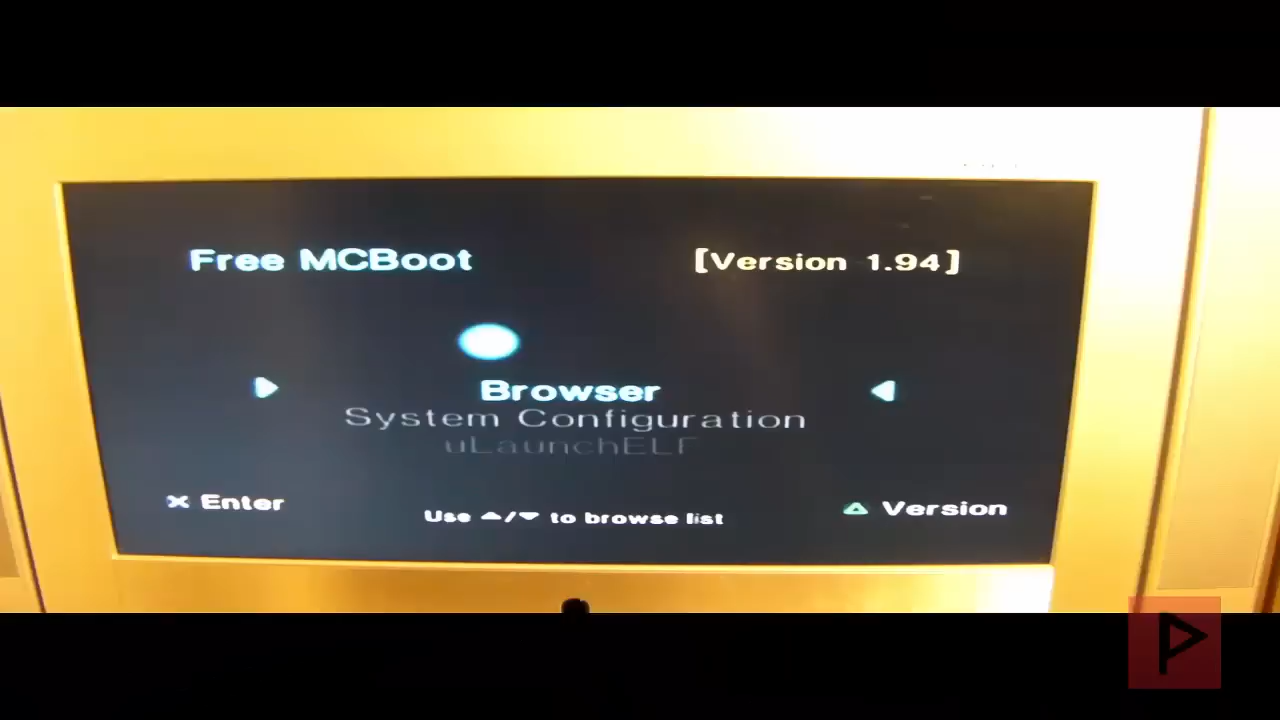 Free MCBoot [Version 1.94]
Browser
System Configuration
uLaunchELF
Enter Use ▲/▼ to browse list Version